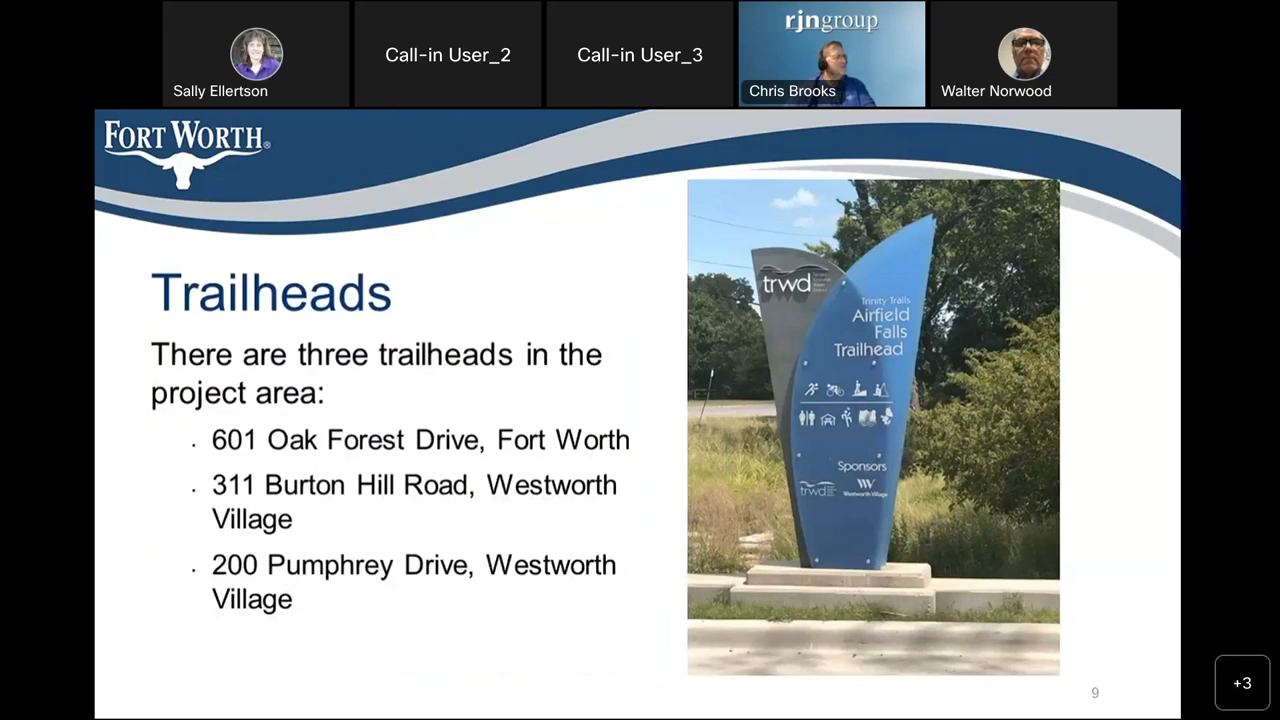 rjngroup
Call-in User_2
Call-in User_3
Sally Ellertson
Chris Brooks
Walter Norwood
FORT WORTH®
Trailheads
There are three trailheads in the
project area:
· 601 Oak Forest Drive, Fort Worth
· 311 Burton Hill Road, Westworth
Village
· 200 Pumphrey Drive, Westworth
Village
trwd
Trinity Trails
Airfield
Falls
Trailhead
Sponsors
trwd
Westworth Village
9
+3